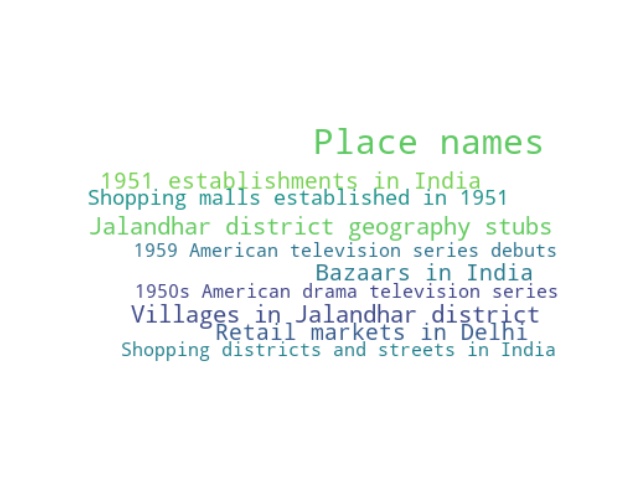 Place names
1951 establishments in India
Shopping malls established in 1951
Jalandhar district geography stubs
1959 American television series debuts
Bazaars in India
1950s American drama television series
Villages in Jalandhar district
Retail markets in Delhi
Shopping districts and streets in India